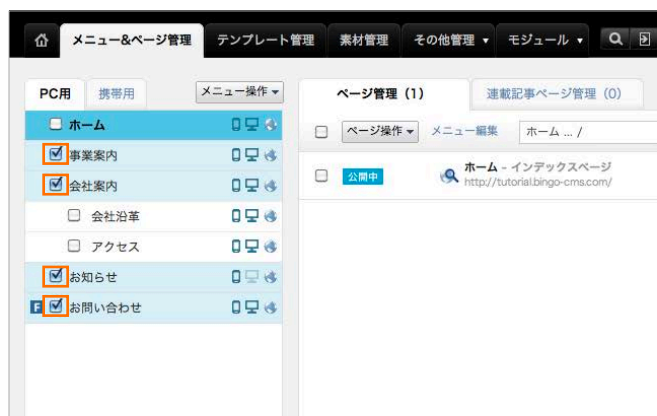 メニュー&ページ管理 テンプレート管理 素材管理 その他管理 ▼ モジュール ▼
PC用 携帯用 メニュー操作 ▼
ホーム
事業案内
会社案内
会社沿革
アクセス
お知らせ
F お問い合わせ
ページ管理 (1) 連載記事ページ管理 (0)
ページ操作 ▼ メニュー編集 ホーム ... /
公開中 ホーム - インデックスページ
http://tutorial.bingo-cms.com/